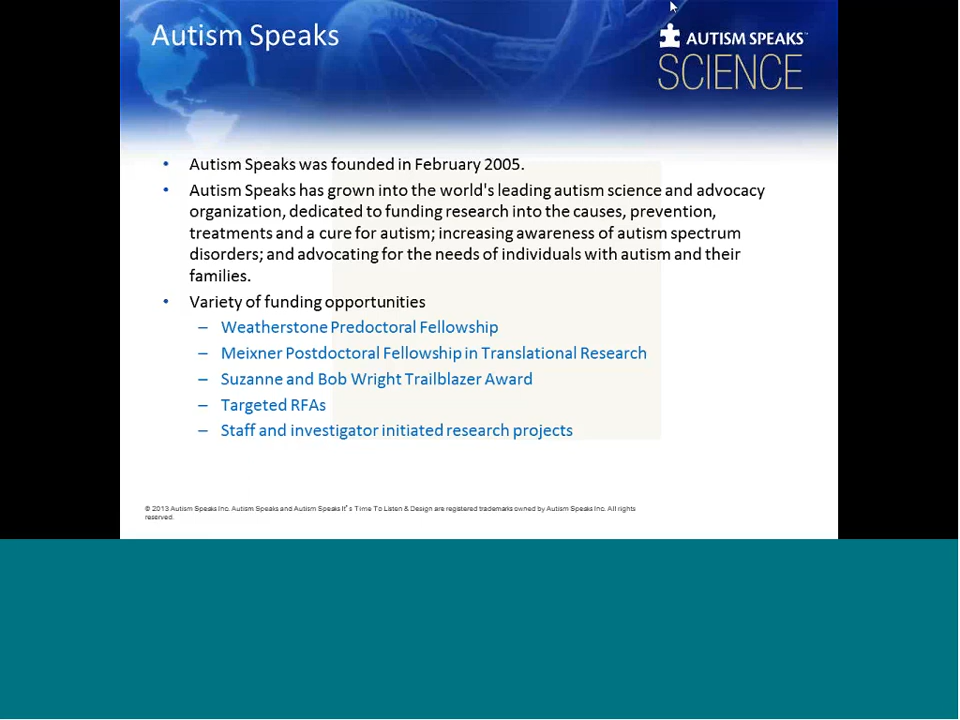 Autism Speaks
AUTISM SPEAKS™
SCIENCE
• Autism Speaks was founded in February 2005.
• Autism Speaks has grown into the world's leading autism science and advocacy
organization, dedicated to funding research into the causes, prevention,
treatments and a cure for autism; increasing awareness of autism spectrum
disorders; and advocating for the needs of individuals with autism and their
families.
• Variety of funding opportunities
– Weatherstone Predoctoral Fellowship
– Meixner Postdoctoral Fellowship in Translational Research
– Suzanne and Bob Wright Trailblazer Award
– Targeted RFAs
– Staff and investigator initiated research projects
© 2013 Autism Speaks Inc. Autism Speaks and Autism Speaks It's Time To Listen & Design are registered trademarks owned by Autism Speaks Inc. All rights
reserved.